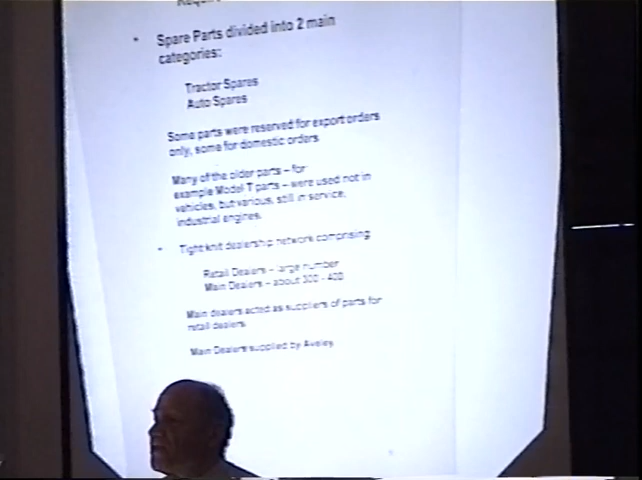 Require
• Spare Parts divided into 2 main
categories:
Tractor Spares
Auto Spares
Some parts were reserved for export orders
only, some for domestic orders
Many of the older parts – for
example Model T parts – were used not in
vehicles, but various, still in service,
industrial engines.
• Tight knit dealership network comprising
Retail Dealers – large number
Main Dealers – about 300 - 400
Main dealers acted as suppliers of parts for
retail dealers
Main Dealers supplied by Aveley.